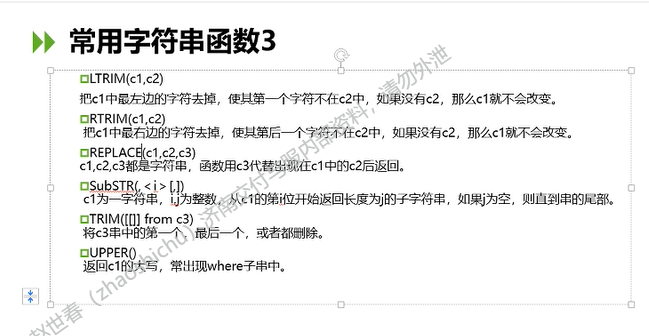 常用字符串函数3
LTRIM(c1,c2)
把c1中最左边的字符去掉，使其第一个字符不在c2中，如果没有c2，那么c1就不会改变。
RTRIM(c1,c2)
把c1中最右边的字符去掉，使其第后一个字符不在c2中，如果没有c2，那么c1就不会改变。
REPLACE(c1,c2,c3)
c1,c2,c3都是字符串，函数用c3代替出现在c1中的c2后返回。
SubSTR(, < i > [,])
c1为一字符串，i,j为整数，从c1的第i位开始返回长度为j的子字符串，如果j为空，则直到串的尾部。
TRIM([[]] from c3)
将c3串中的第一个，最后一个，或者都删除。
UPPER()
返回c1的大写，常出现where子串中。
赵世春（zhaoshichu）济南交付与服内部资料，请勿外泄